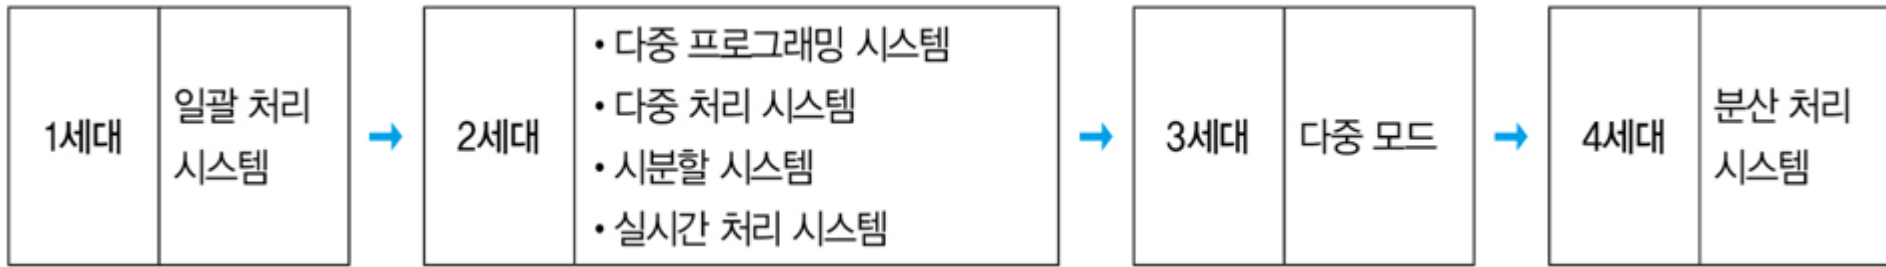 1세대
일괄 처리
시스템
2세대
• 다중 프로그래밍 시스템
• 다중 처리 시스템
• 시분할 시스템
• 실시간 처리 시스템
3세대
다중 모드
4세대
분산 처리
시스템